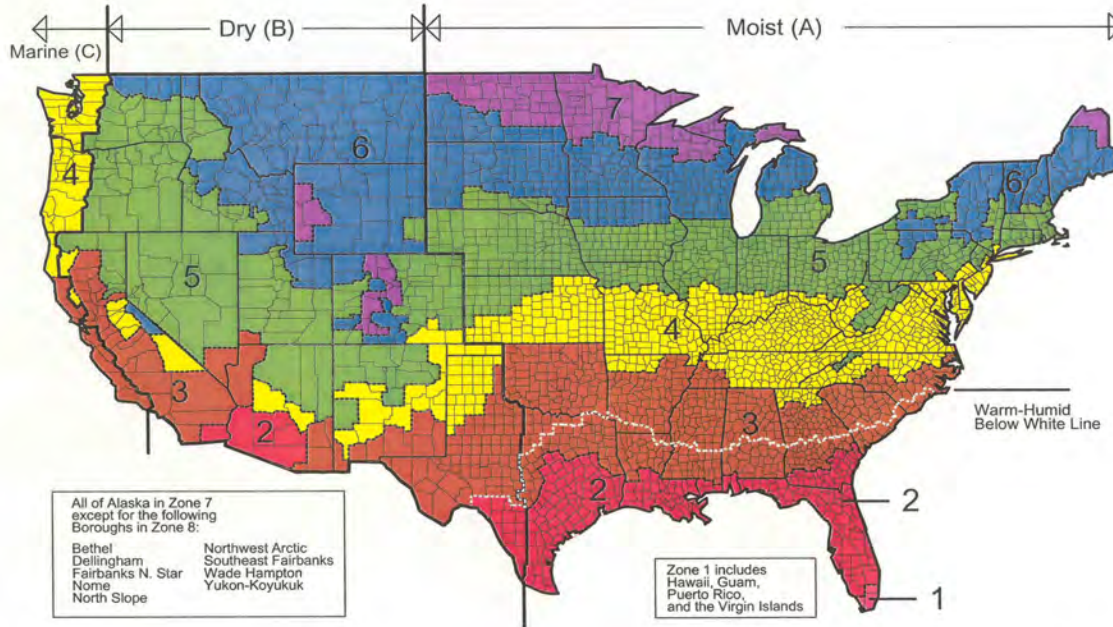 Marine (C)
Dry (B)
Moist (A)
7
6
6
4
5
5
4
3
3
2
2
Warm-Humid
Below White Line
2
1
All of Alaska in Zone 7
except for the following
Boroughs in Zone 8:
Bethel
Dellingham
Fairbanks N. Star
Nome
North Slope
Northwest Arctic
Southeast Fairbanks
Wade Hampton
Yukon-Koyukuk
Zone 1 includes
Hawaii, Guam,
Puerto Rico,
and the Virgin Islands